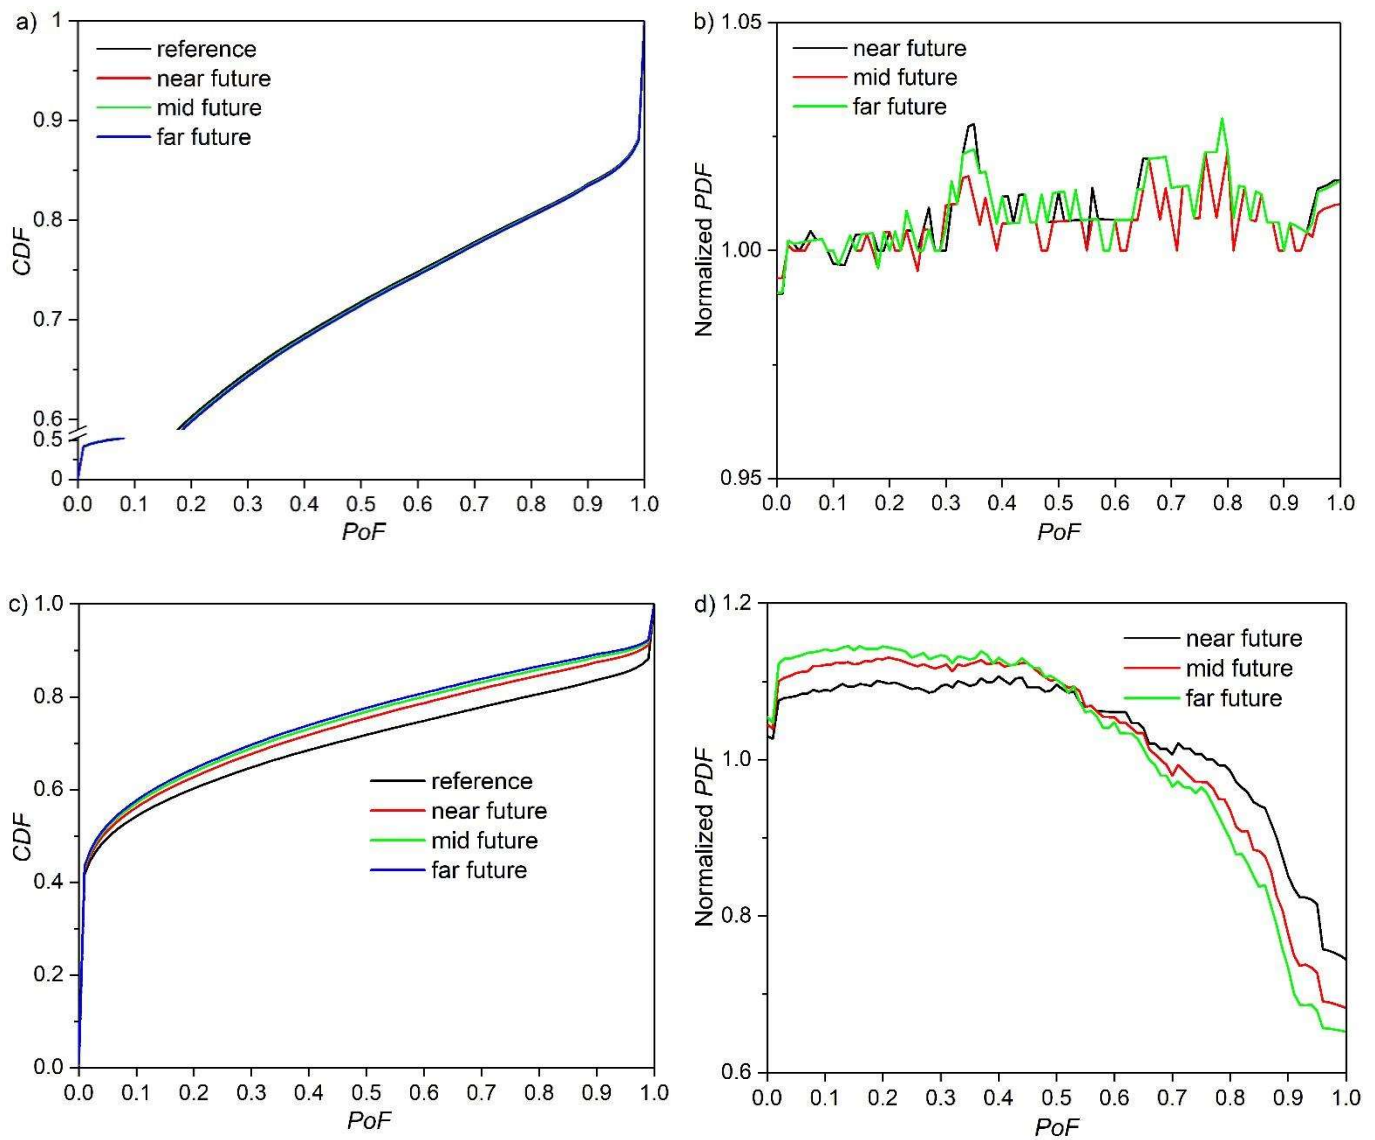 a)
1
0.9
0.8
0.7
0.6
0.5
0
CDF
reference
near future
mid future
far future
0.0 0.1 0.2 0.3 0.4 0.5 0.6 0.7 0.8 0.9 1.0
PoF
b)
1.05
1.00
0.95
Normalized PDF
near future
mid future
far future
0.0 0.1 0.2 0.3 0.4 0.5 0.6 0.7 0.8 0.9 1.0
PoF
c)
1.0
0.8
0.6
0.4
0.2
0.0
CDF
reference
near future
mid future
far future
0.0 0.1 0.2 0.3 0.4 0.5 0.6 0.7 0.8 0.9 1.0
PoF
d)
1.2
1.0
0.8
0.6
Normalized PDF
near future
mid future
far future
0.0 0.1 0.2 0.3 0.4 0.5 0.6 0.7 0.8 0.9 1.0
PoF